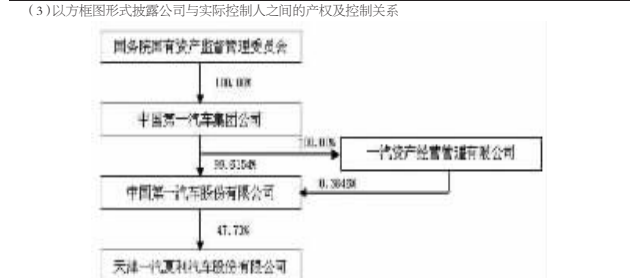 （3）以方框图形式披露公司与实际控制人之间的产权及控制关系
国务院国有资产监督管理委员会
100.00%
中国第一汽车集团公司
100.00%
一汽资产经营管理有限公司
99.6154%
0.3846%
中国第一汽车股份有限公司
47.73%
天津一汽夏利汽车股份有限公司